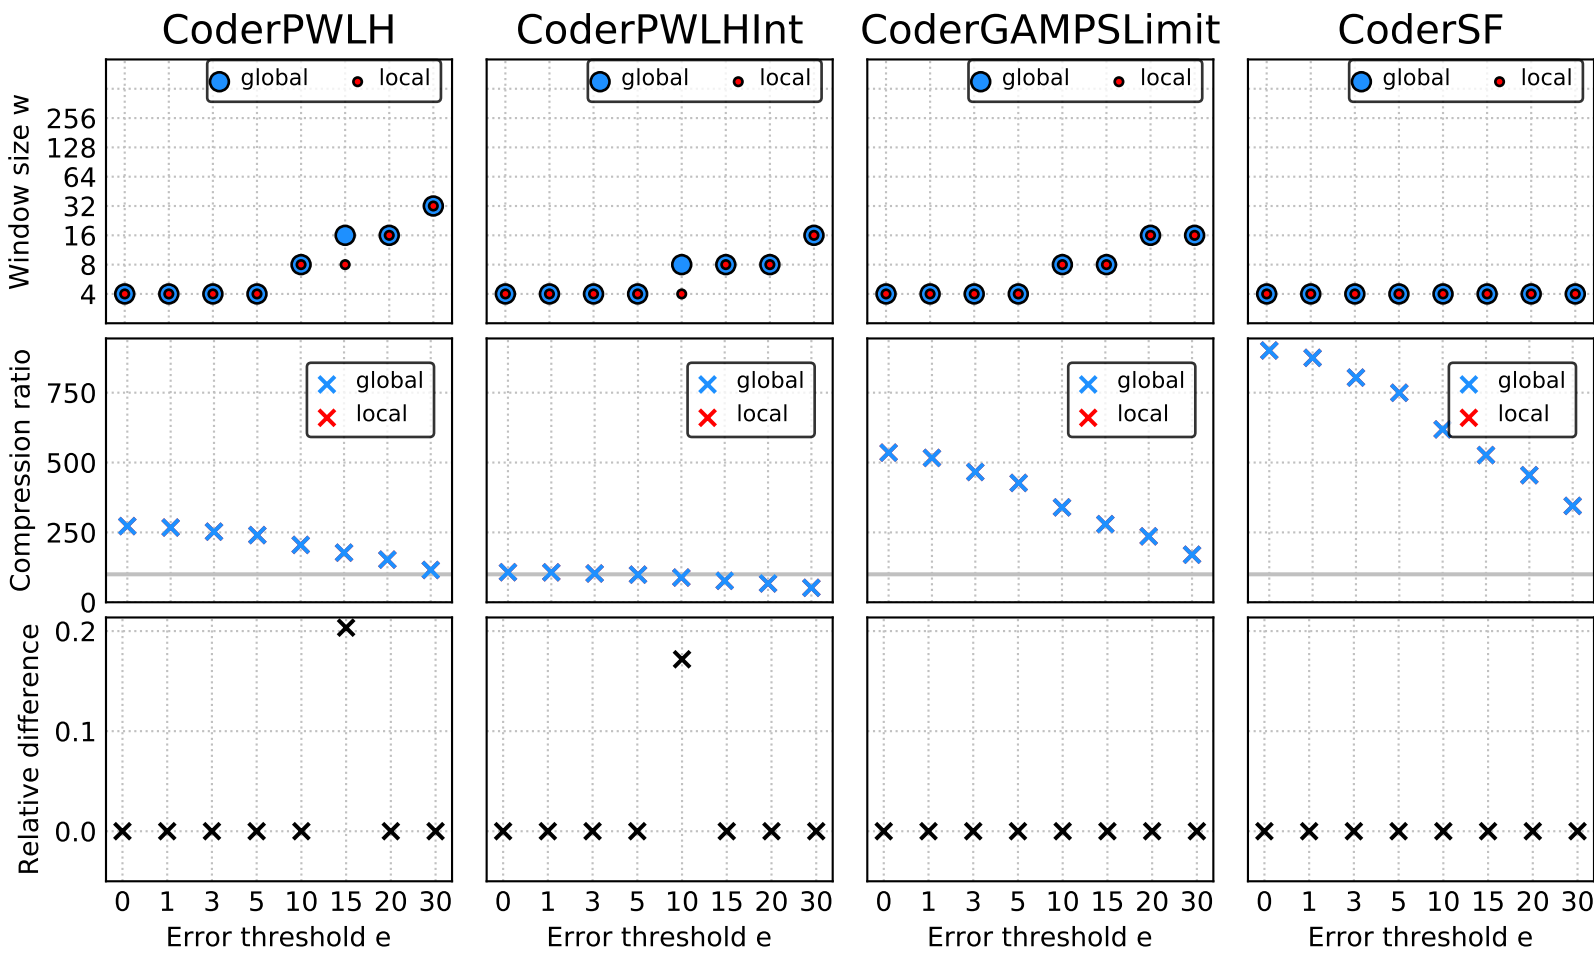 CoderPWLH CoderPWLHInt CoderGAMPSLimit CoderSF
global local global local global local global local
Window size w
256
128
64
32
16
8
4
Compression ratio
global global global global
local local local local
750
500
250
0
Relative difference
0.2
0.1
0.0
0 1 3 5 10 15 20 30 0 1 3 5 10 15 20 30 0 1 3 5 10 15 20 30 0 1 3 5 10 15 20 30
Error threshold e Error threshold e Error threshold e Error threshold e